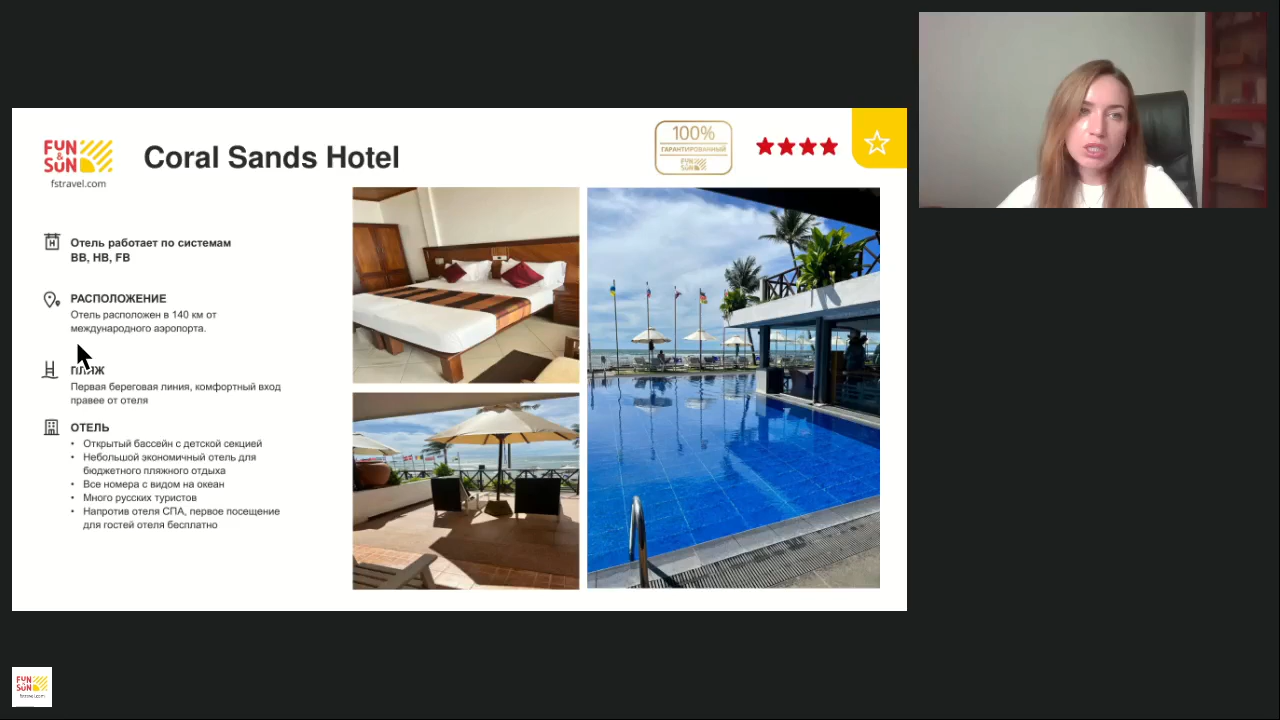 FUN
&
SUN
fstravel.com
Coral Sands Hotel
100%
ГАРАНТИРОВАННЫЙ
FUN
&
SUN
Отель работает по системам
BB, HB, FB
РАСПОЛОЖЕНИЕ
Отель расположен в 140 км от
международного аэропорта.
ПЛЯЖ
Первая береговая линия, комфортный вход
правее от отеля
ОТЕЛЬ
• Открытый бассейн с детской секцией
• Небольшой экономичный отель для
бюджетного пляжного отдыха
• Все номера с видом на океан
• Много русских туристов
• Напротив отеля СПА, первое посещение
для гостей отеля бесплатно
FUN
&
SUN
fstravel.com